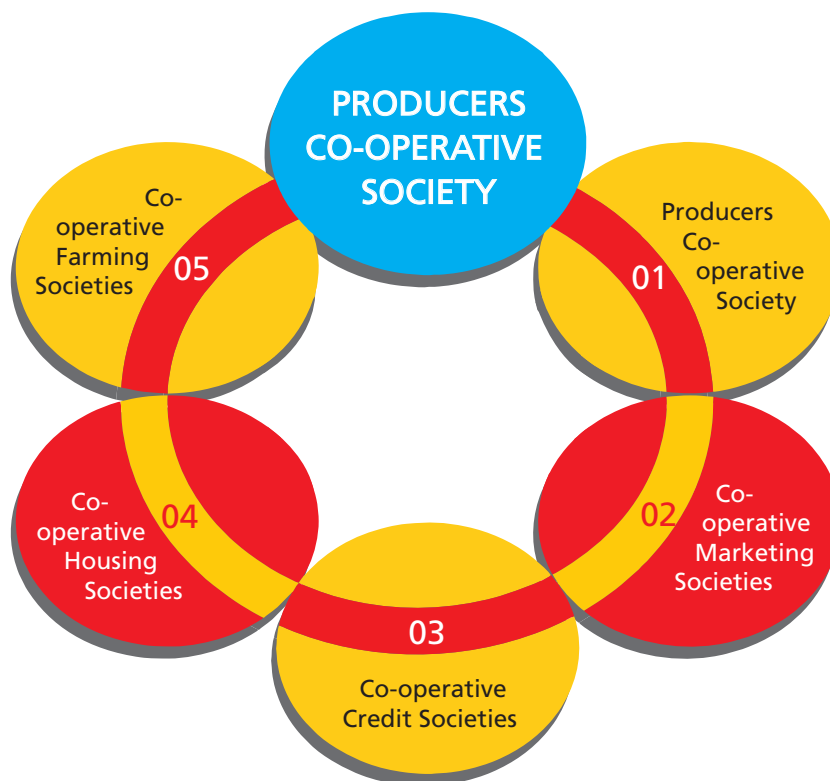 PRODUCERS
CO-OPERATIVE
SOCIETY
Producers
Co-
operative
Society
01
Co-
operative
Marketing
Societies
02
03
Co-operative
Credit Societies
Co-
operative
Housing
Societies
04
Co-
operative
Farming
Societies
05